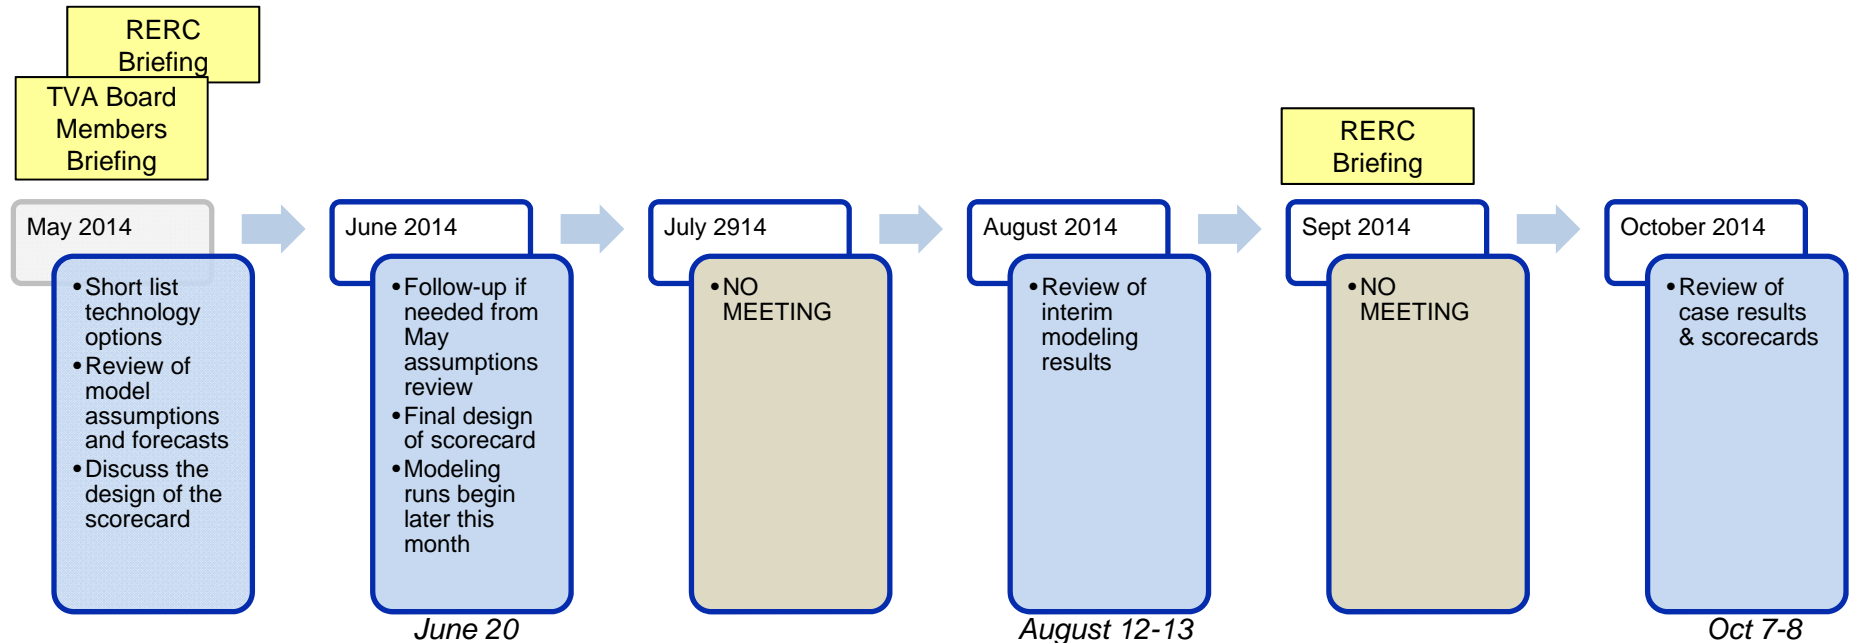 RERC
Briefing
TVA Board
Members
Briefing
RERC
Briefing
May 2014
•Short list
technology
options
•Review of
model
assumptions
and forecasts
•Discuss the
design of the
scorecard
June 2014
•Follow-up if
needed from
May
assumptions
review
•Final design
of scorecard
•Modeling
runs begin
later this
month
June 20
July 2914
•NO
MEETING
August 2014
•Review of
interim
modeling
results
August 12-13
Sept 2014
•NO
MEETING
October 2014
•Review of
case results
& scorecards
Oct 7-8